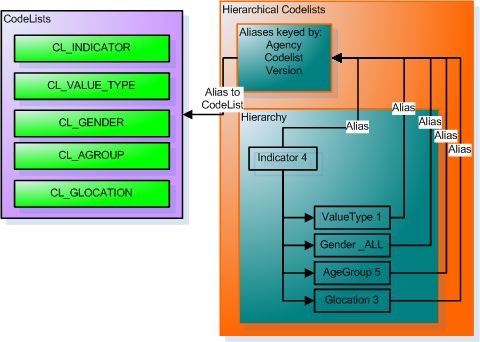 CodeLists
CL_INDICATOR
CL_VALUE_TYPE
CL_GENDER
CL_AGROUP
CL_GLOCATION
Alias to
CodeList
Hierarchical Codelists
Aliases keyed by:
Agency
Codelist
Version
Hierarchy
Alias
Alias
Alias
Alias
Alias
Indicator 4
ValueType 1
Gender _ALL
AgeGroup 5
Glocation 3